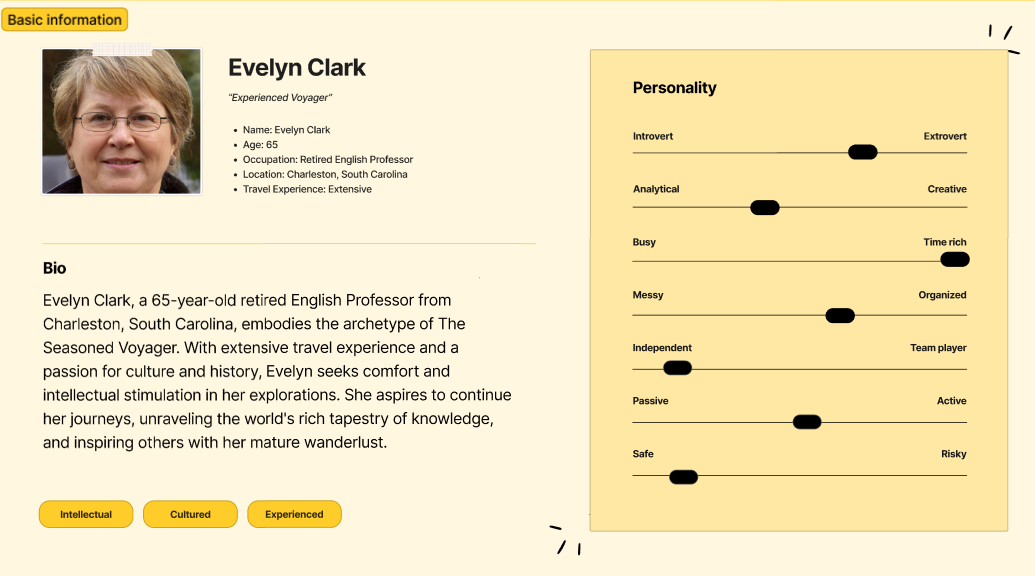 Basic information
Evelyn Clark
"Experienced Voyager"
• Name: Evelyn Clark
• Age: 65
• Occupation: Retired English Professor
• Location: Charleston, South Carolina
• Travel Experience: Extensive
Bio
Evelyn Clark, a 65-year-old retired English Professor from
Charleston, South Carolina, embodies the archetype of The
Seasoned Voyager. With extensive travel experience and a
passion for culture and history, Evelyn seeks comfort and
intellectual stimulation in her explorations. She aspires to continue
her journeys, unraveling the world's rich tapestry of knowledge,
and inspiring others with her mature wanderlust.
Intellectual Cultured Experienced
Personality
Introvert Extrovert
Analytical Creative
Busy Time rich
Messy Organized
Independent Team player
Passive Active
Safe Risky